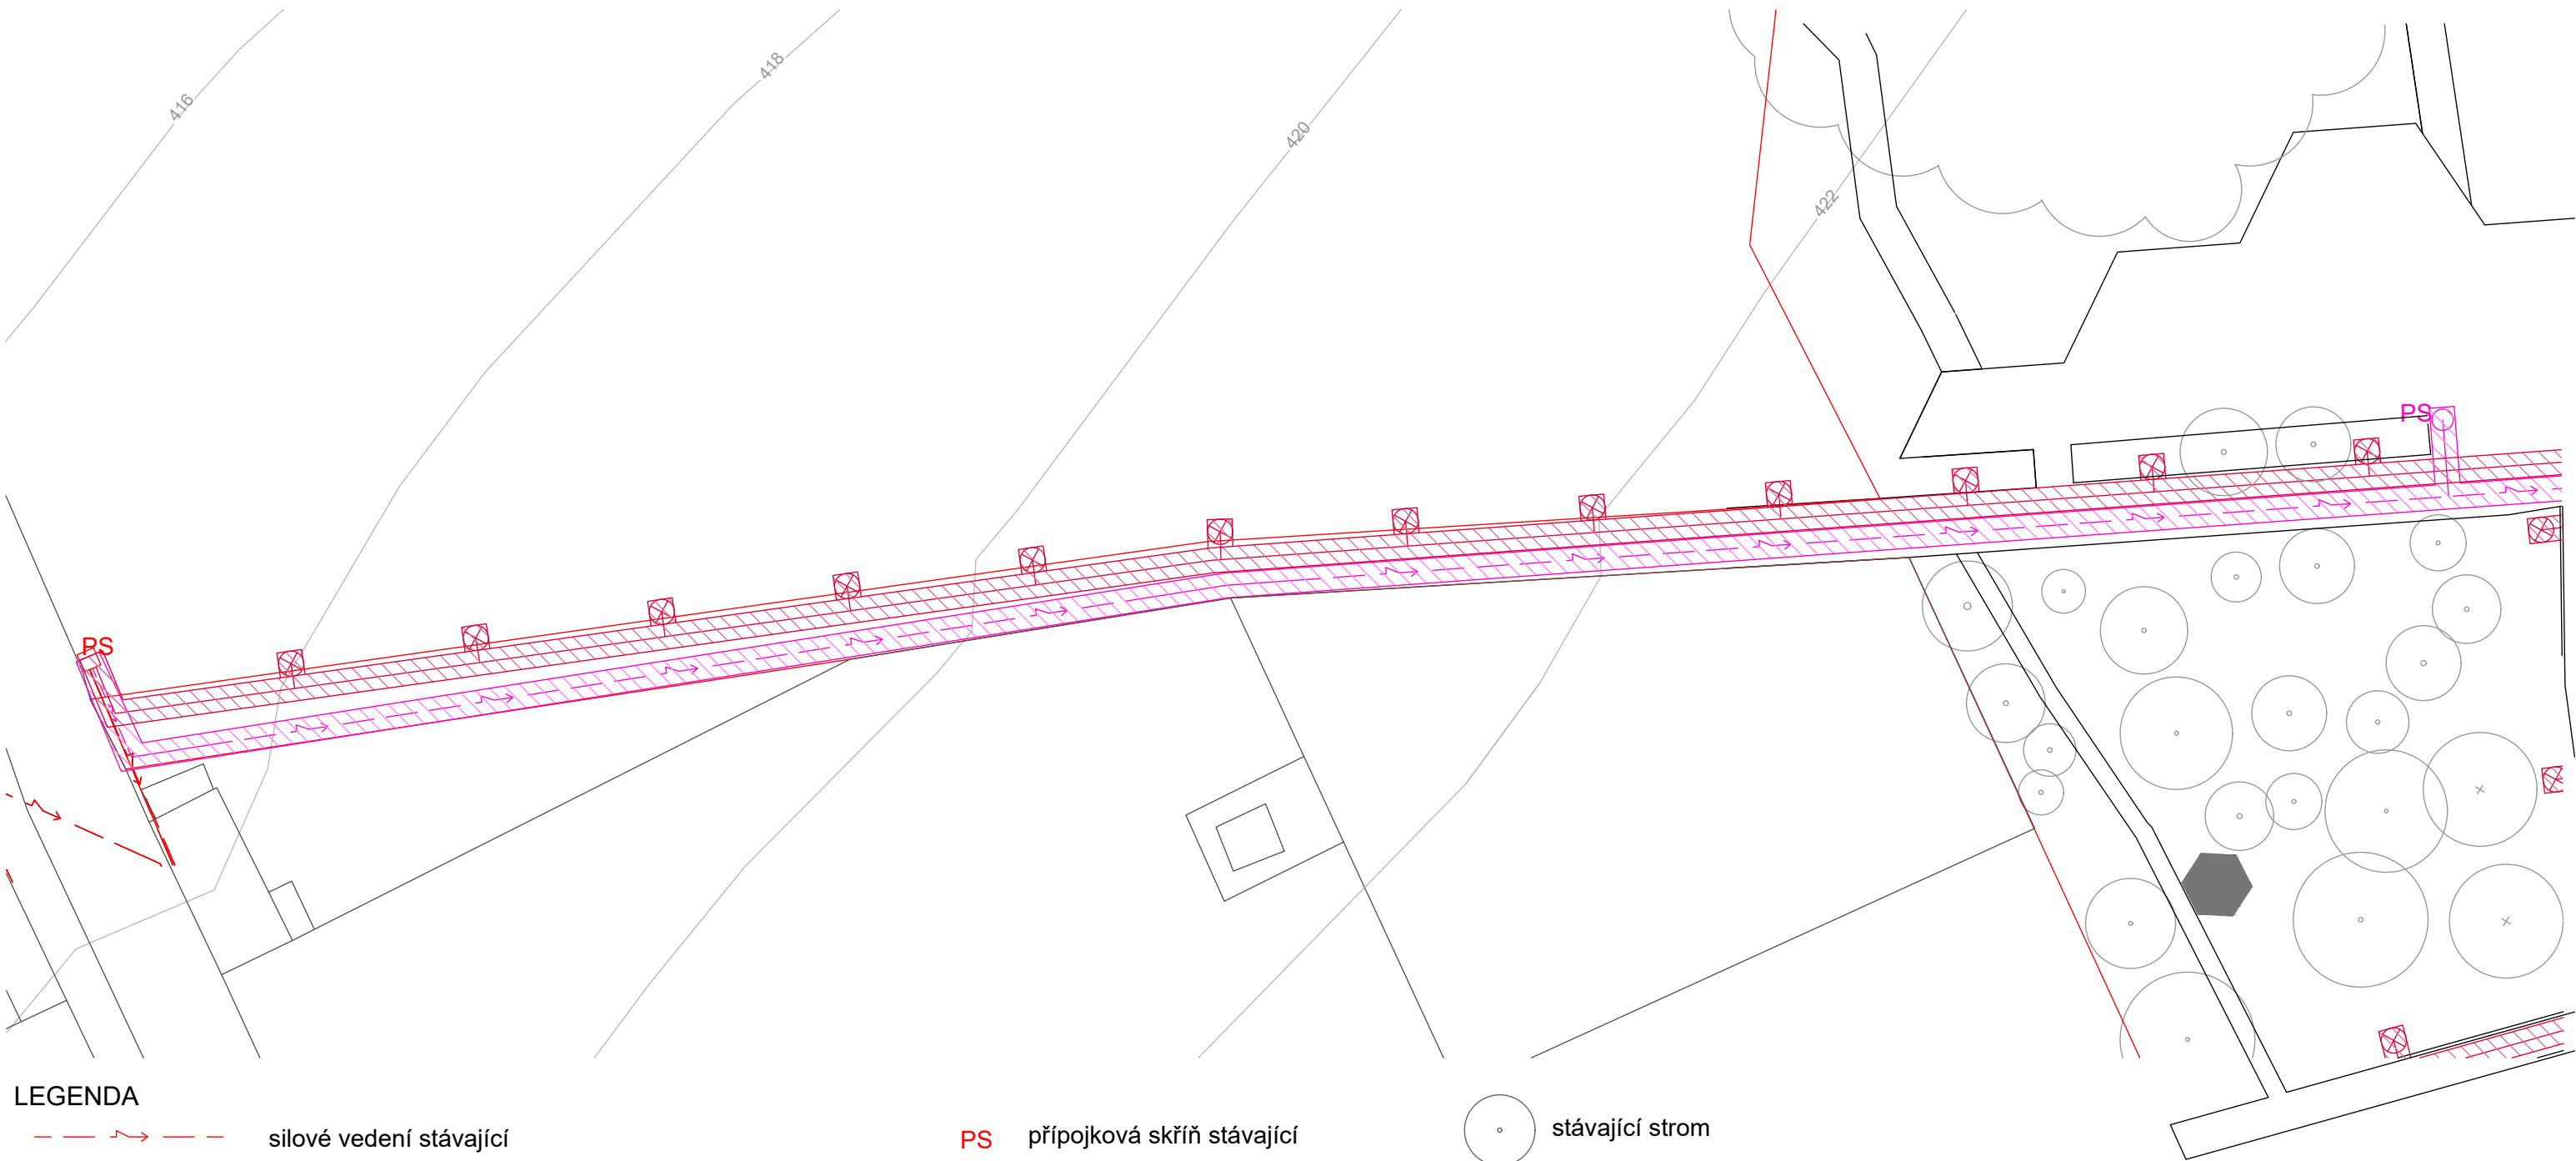 416
418
420
422
PS
PS
LEGENDA
silové vedení stávající
PS přípojková skříň stávající
stávající strom